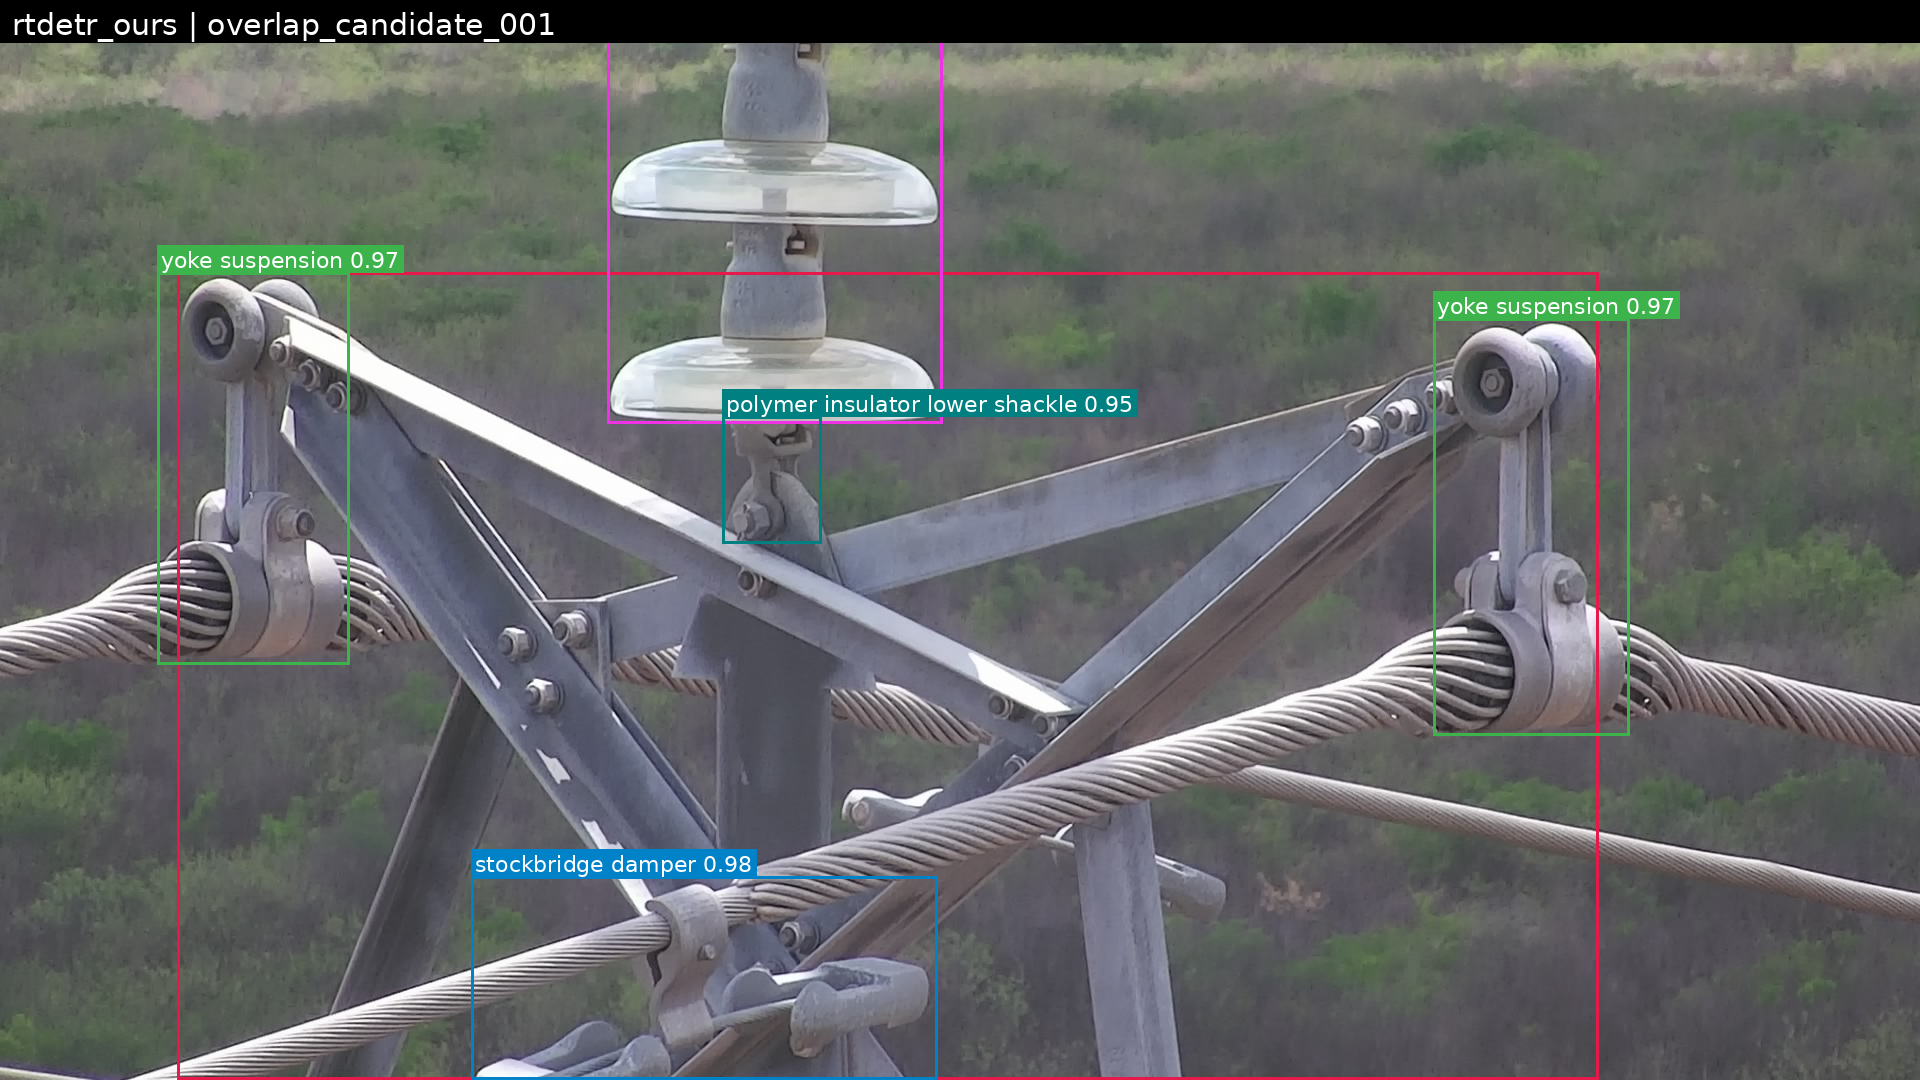 rtdetr_ours | overlap_candidate_001
yoke suspension 0.97
yoke suspension 0.97
polymer insulator lower shackle 0.95
stockbridge damper 0.98